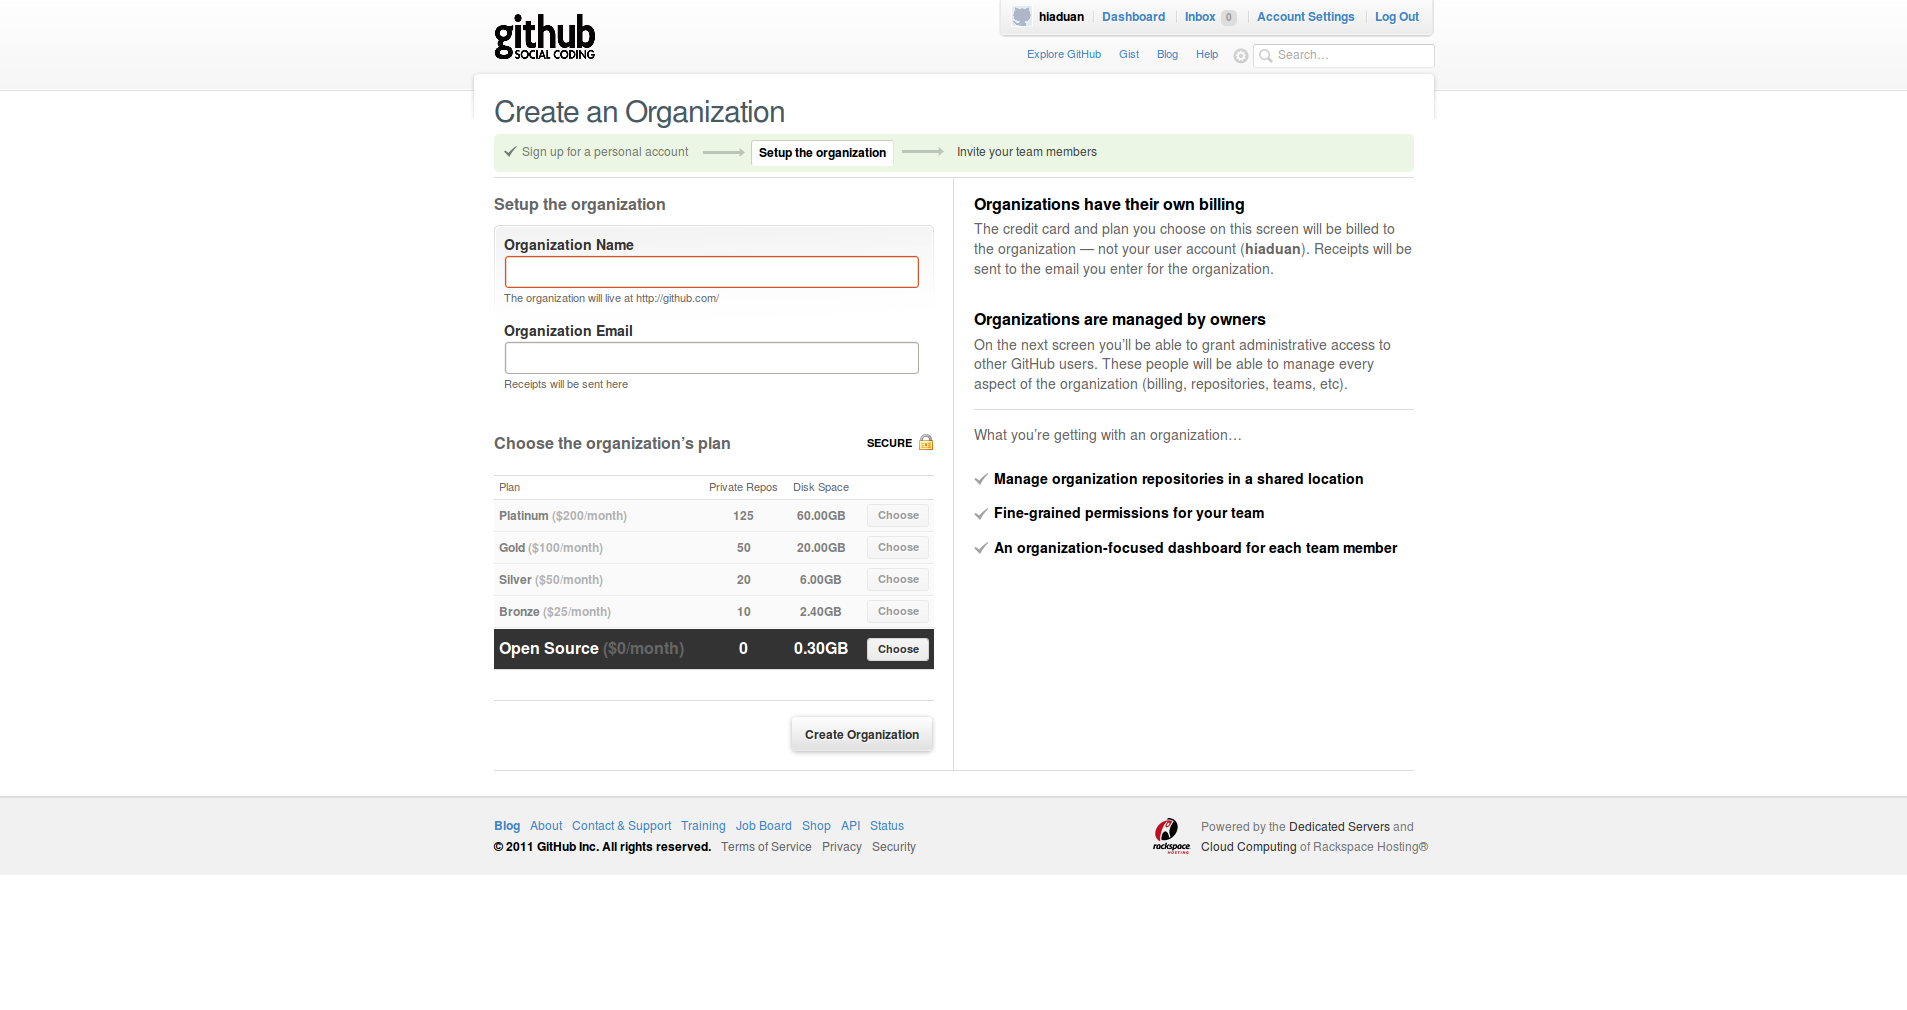 github
SOCIAL CODING
hiaduan Dashboard Inbox 0 Account Settings Log Out
Explore GitHub Gist Blog Help Search...
Create an Organization
Sign up for a personal account Setup the organization Invite your team members
Setup the organization
Organization Name
The organization will live at http://github.com/
Organization Email
Receipts will be sent here
Choose the organization's plan SECURE
Plan Private Repos Disk Space
Platinum ($200/month) 125 60.00GB Choose
Gold ($100/month) 50 20.00GB Choose
Silver ($50/month) 20 6.00GB Choose
Bronze ($25/month) 10 2.40GB Choose
Open Source ($0/month) 0 0.30GB Choose
Create Organization
Organizations have their own billing
The credit card and plan you choose on this screen will be billed to
the organization — not your user account (hiaduan). Receipts will be
sent to the email you enter for the organization.
Organizations are managed by owners
On the next screen you'll be able to grant administrative access to
other GitHub users. These people will be able to manage every
aspect of the organization (billing, repositories, teams, etc).
What you're getting with an organization…
Manage organization repositories in a shared location
Fine-grained permissions for your team
An organization-focused dashboard for each team member
Blog About Contact & Support Training Job Board Shop API Status
© 2011 GitHub Inc. All rights reserved. Terms of Service Privacy Security
rackspace
HOSTING
Powered by the Dedicated Servers and
Cloud Computing of Rackspace Hosting®